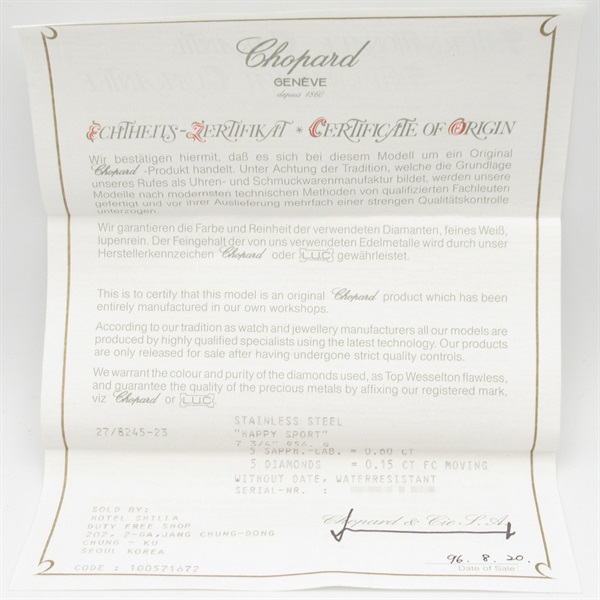 Chopard
GENÈVE
depuis 1860
ECHTHEITS-ZERTIFIKAT * CERTIFICATE OF ORIGIN
Wir bestätigen hiermit, daß es sich bei diesem Modell um ein Original
Chopard-Produkt handelt. Unter Achtung der Tradition, welche die Grundlage
unseres Rufes als Uhren- und Schmuckwarenmanufaktur bildet, werden unsere
Modelle nach modernsten technischen Methoden von qualifizierten Fachleuten
gefertigt und vor ihrer Auslieferung mehrfach einer strengen Qualitätskontrolle
unterzogen.
Wir garantieren die Farbe und Reinheit der verwendeten Diamanten, feines Weiß,
lupenrein. Der Feingehalt der von uns verwendeten Edelmetalle wird durch unser
Herstellerkennzeichen Chopard oder L.U.C gewährleistet.
This is to certify that this model is an original Chopard product which has been
entirely manufactured in our own workshops.
According to our tradition as watch and jewellery manufacturers all our models are
produced by highly qualified specialists using the latest technology. Our products
are only released for sale after having undergone strict quality controls.
We warrant the colour and purity of the diamonds used, as Top Wesselton flawless,
and guarantee the quality of the precious metals by affixing our registered mark,
viz Chopard or L.U.C
STAINLESS STEEL
27/8245-23 "HAPPY SPORT"
5 SAPPH.-CAB. = 0.60 CT
5 DIAMONDS = 0.15 CT FC MOVING
WITHOUT DATE, WATERRESISTANT
SERIAL-NR. :
SOLD BY:
HOTEL SHILLA
DUTY FREE SHOP
202, 2-GA,JANG CHUNG-DONG
CHUNG - KU
SEOUL KOREA
CODE : 100571672
Chopard & Cie S.A.
96. 8. 20.
Date of Sale